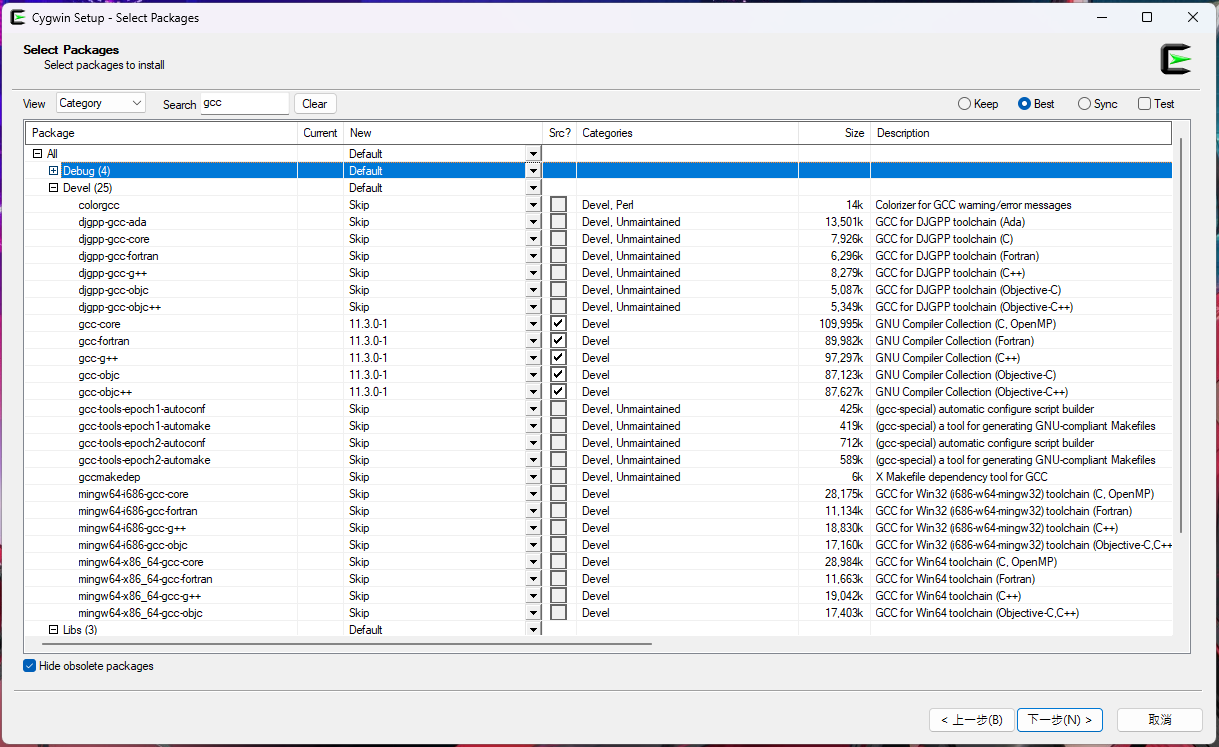 Cygwin Setup - Select Packages
Select Packages
Select packages to install
View Category Search gcc Clear Keep Best Sync Test
Package Current New Src? Categories Size Description
All Default
Debug (4) Default
Devel (25) Default
colorgcc Skip Devel, Perl 14k Colorizer for GCC warning/error messages
djgpp-gcc-ada Skip Devel, Unmaintained 13,501k GCC for DJGPP toolchain (Ada)
djgpp-gcc-core Skip Devel, Unmaintained 7,926k GCC for DJGPP toolchain (C)
djgpp-gcc-fortran Skip Devel, Unmaintained 6,296k GCC for DJGPP toolchain (Fortran)
djgpp-gcc-g++ Skip Devel, Unmaintained 8,279k GCC for DJGPP toolchain (C++)
djgpp-gcc-objc Skip Devel, Unmaintained 5,087k GCC for DJGPP toolchain (Objective-C)
djgpp-gcc-objc++ Skip Devel, Unmaintained 5,349k GCC for DJGPP toolchain (Objective-C++)
gcc-core 11.3.0-1 Devel 109,995k GNU Compiler Collection (C, OpenMP)
gcc-fortran 11.3.0-1 Devel 89,982k GNU Compiler Collection (Fortran)
gcc-g++ 11.3.0-1 Devel 97,297k GNU Compiler Collection (C++)
gcc-objc 11.3.0-1 Devel 87,123k GNU Compiler Collection (Objective-C)
gcc-objc++ 11.3.0-1 Devel 87,627k GNU Compiler Collection (Objective-C++)
gcc-tools-epoch1-autoconf Skip Devel, Unmaintained 425k (gcc-special) automatic configure script builder
gcc-tools-epoch1-automake Skip Devel, Unmaintained 419k (gcc-special) a tool for generating GNU-compliant Makefiles
gcc-tools-epoch2-autoconf Skip Devel, Unmaintained 712k (gcc-special) automatic configure script builder
gcc-tools-epoch2-automake Skip Devel, Unmaintained 589k (gcc-special) a tool for generating GNU-compliant Makefiles
gccmakedep Skip Devel, Unmaintained 6k X Makefile dependency tool for GCC
mingw64-i686-gcc-core Skip Devel 28,175k GCC for Win32 (i686-w64-mingw32) toolchain (C, OpenMP)
mingw64-i686-gcc-fortran Skip Devel 11,134k GCC for Win32 (i686-w64-mingw32) toolchain (Fortran)
mingw64-i686-gcc-g++ Skip Devel 18,830k GCC for Win32 (i686-w64-mingw32) toolchain (C++)
mingw64-i686-gcc-objc Skip Devel 17,160k GCC for Win32 (i686-w64-mingw32) toolchain (Objective-C,C++
mingw64-x86_64-gcc-core Skip Devel 28,984k GCC for Win64 toolchain (C, OpenMP)
mingw64-x86_64-gcc-fortran Skip Devel 11,663k GCC for Win64 toolchain (Fortran)
mingw64-x86_64-gcc-g++ Skip Devel 19,042k GCC for Win64 toolchain (C++)
mingw64-x86_64-gcc-objc Skip Devel 17,403k GCC for Win64 toolchain (Objective-C,C++)
Libs (3) Default
Hide obsolete packages
< 上一步(B) 下一步(N) > 取消